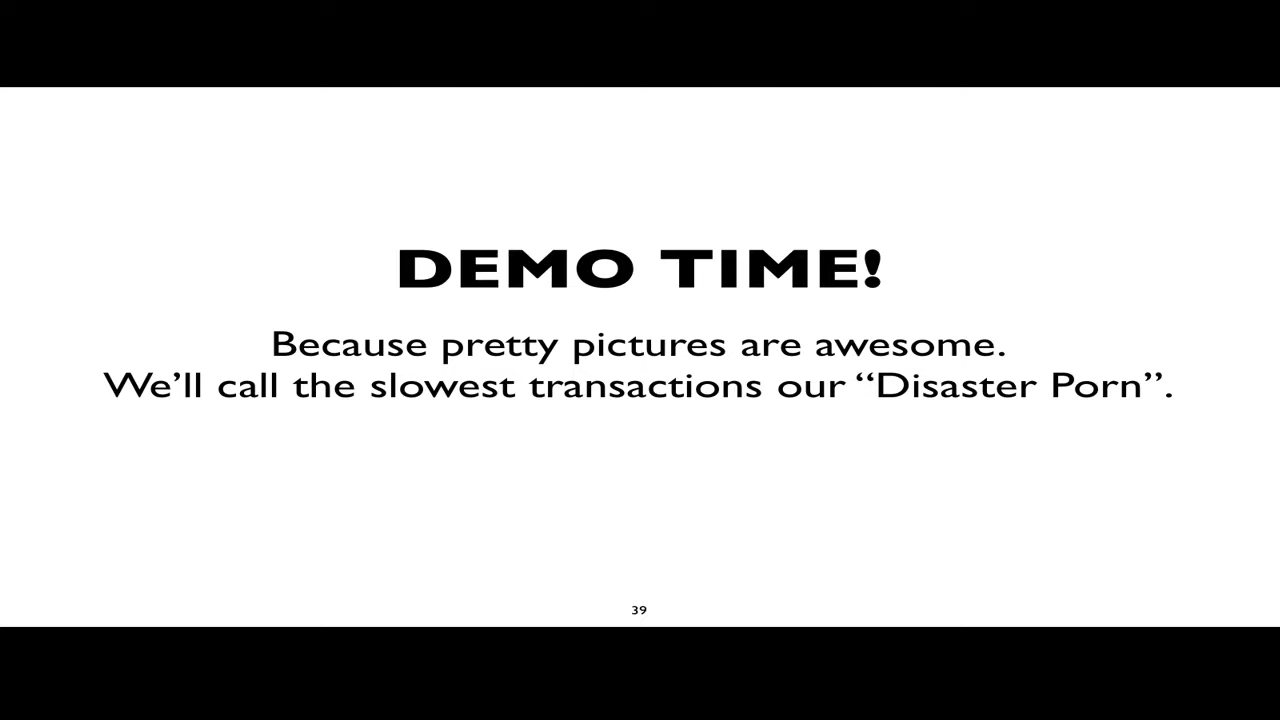 DEMO TIME!
Because pretty pictures are awesome.
We’ll call the slowest transactions our “Disaster Porn”.
39